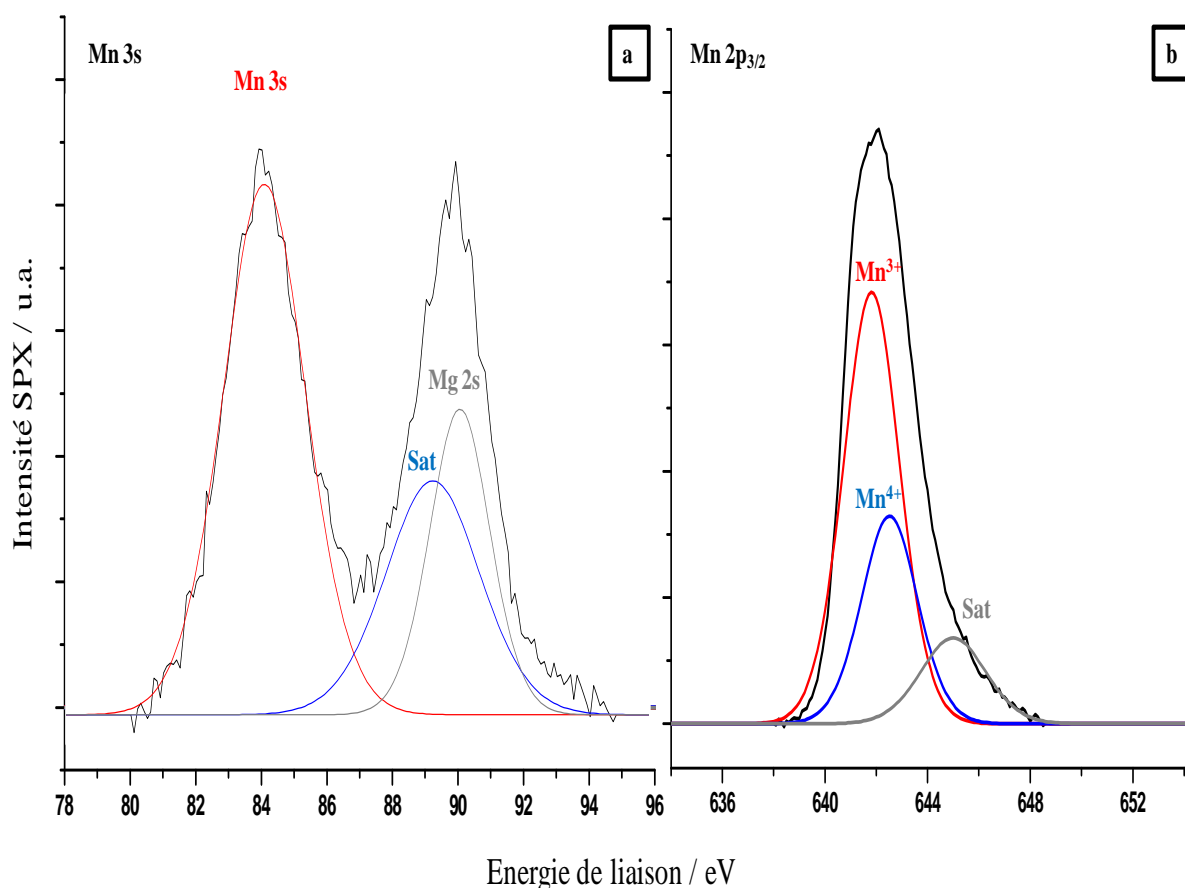 Mn 3s
a
Mn 3s
Mg 2s
Sat
78 80 82 84 86 88 90 92 94 96
Mn 2p3/2
b
Mn3+
Mn4+
Sat
636 640 644 648 652
Intensité SPX / u.a.
Energie de liaison / eV